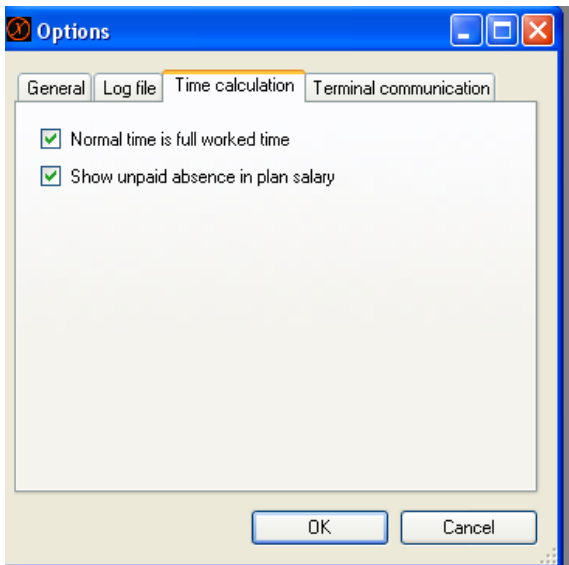 Options
General Log file Time calculation Terminal communication
Normal time is full worked time
Show unpaid absence in plan salary
OK Cancel